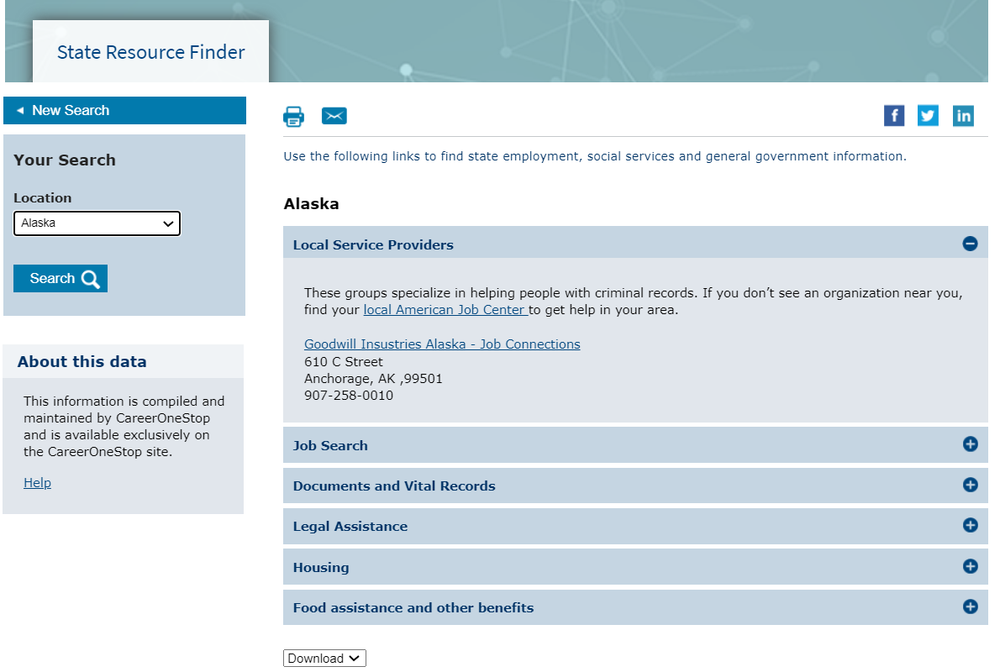 State Resource Finder
New Search
Your Search
Location
Alaska
Search
About this data
This information is compiled and
maintained by CareerOneStop
and is available exclusively on
the CareerOneStop site.
Help
f
in
Use the following links to find state employment, social services and general government information.
Alaska
Local Service Providers
These groups specialize in helping people with criminal records. If you don’t see an organization near you,
find your local American Job Center to get help in your area.
Goodwill Insustries Alaska - Job Connections
610 C Street
Anchorage, AK ,99501
907-258-0010
Job Search
Documents and Vital Records
Legal Assistance
Housing
Food assistance and other benefits
Download